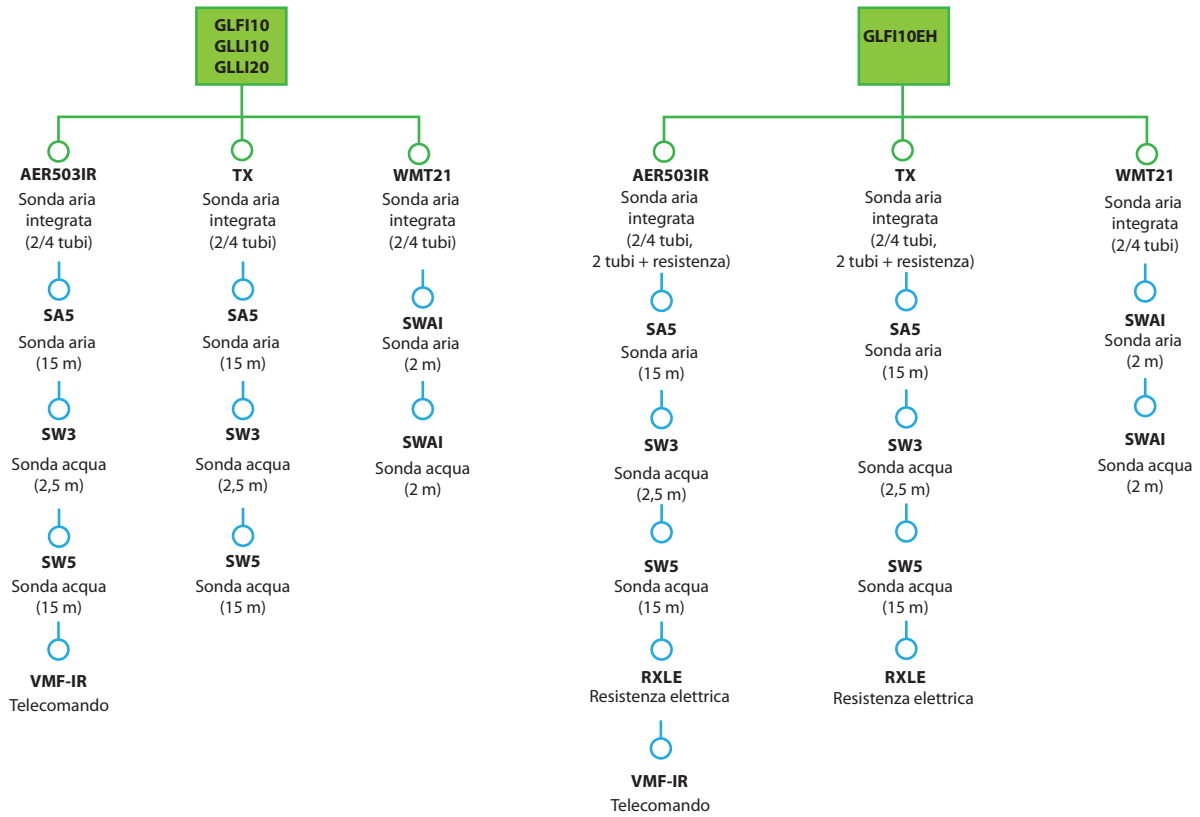 GLFI10
GLLI10
GLLI20
AER503IR
Sonda aria
integrata
(2/4 tubi)
SA5
Sonda aria
(15 m)
SW3
Sonda acqua
(2,5 m)
SW5
Sonda acqua
(15 m)
VMF-IR
Telecomando
TX
Sonda aria
integrata
(2/4 tubi)
SA5
Sonda aria
(15 m)
SW3
Sonda acqua
(2,5 m)
SW5
Sonda acqua
(15 m)
WMT21
Sonda aria
integrata
(2/4 tubi)
SWAI
Sonda aria
(2 m)
SWAI
Sonda acqua
(2 m)
GLFI10EH
AER503IR
Sonda aria
integrata
(2/4 tubi,
2 tubi + resistenza)
SA5
Sonda aria
(15 m)
SW3
Sonda acqua
(2,5 m)
SW5
Sonda acqua
(15 m)
RXLE
Resistenza elettrica
VMF-IR
Telecomando
TX
Sonda aria
integrata
(2/4 tubi,
2 tubi + resistenza)
SA5
Sonda aria
(15 m)
SW3
Sonda acqua
(2,5 m)
SW5
Sonda acqua
(15 m)
RXLE
Resistenza elettrica
WMT21
Sonda aria
integrata
(2/4 tubi)
SWAI
Sonda aria
(2 m)
SWAI
Sonda acqua
(2 m)